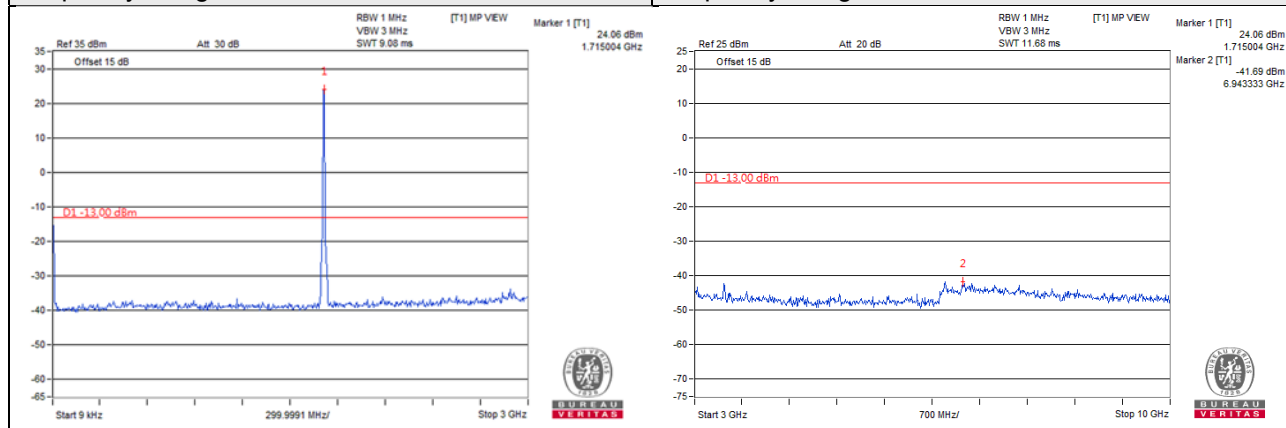 RBW 1 MHz
[T1] MP VIEW
VBW 3 MHz
SWT 9.08 ms
Ref 35 dBm
Att 30 dB
Offset 15 dB
Marker 1 [T1]
24.06 dBm
1.715004 GHz
35
30
20
10
0
-10
-20
-30
-40
-50
-60
-65
1
D1 -13.00 dBm
Start 9 kHz
299.9991 MHz/
Stop 3 GHz
BUREAU VERITAS
1828
BUREAU
VERITAS
RBW 1 MHz
[T1] MP VIEW
VBW 3 MHz
SWT 11.68 ms
Ref 25 dBm
Att 20 dB
Offset 15 dB
Marker 1 [T1]
24.06 dBm
1.715004 GHz
Marker 2 [T1]
-41.69 dBm
6.943333 GHz
25
20
10
0
-10
-20
-30
-40
-50
-60
-70
-75
D1 -13.00 dBm
2
Start 3 GHz
700 MHz/
Stop 10 GHz
BUREAU VERITAS
1828
BUREAU
VERITAS